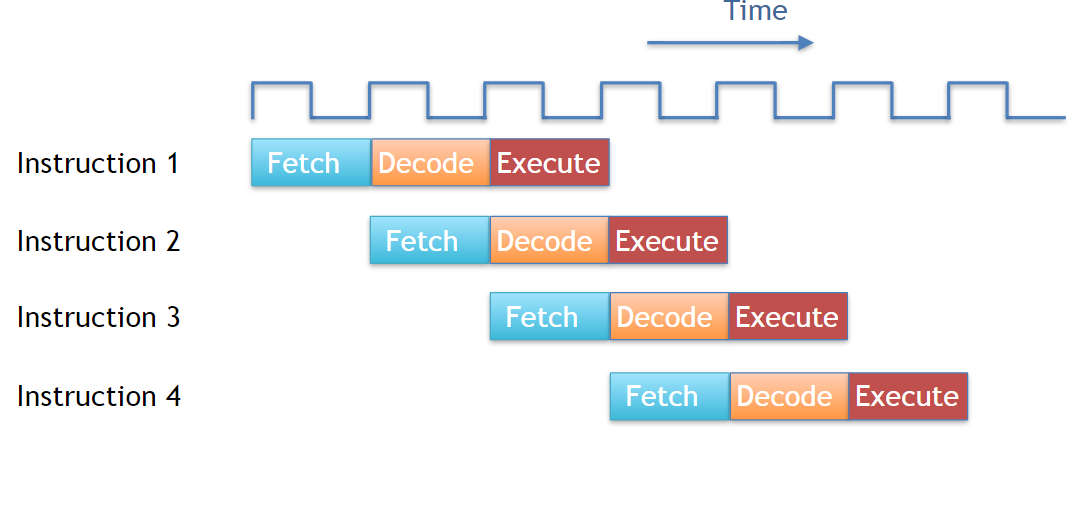 Time
Instruction 1 Fetch Decode Execute
Instruction 2 Fetch Decode Execute
Instruction 3 Fetch Decode Execute
Instruction 4 Fetch Decode Execute